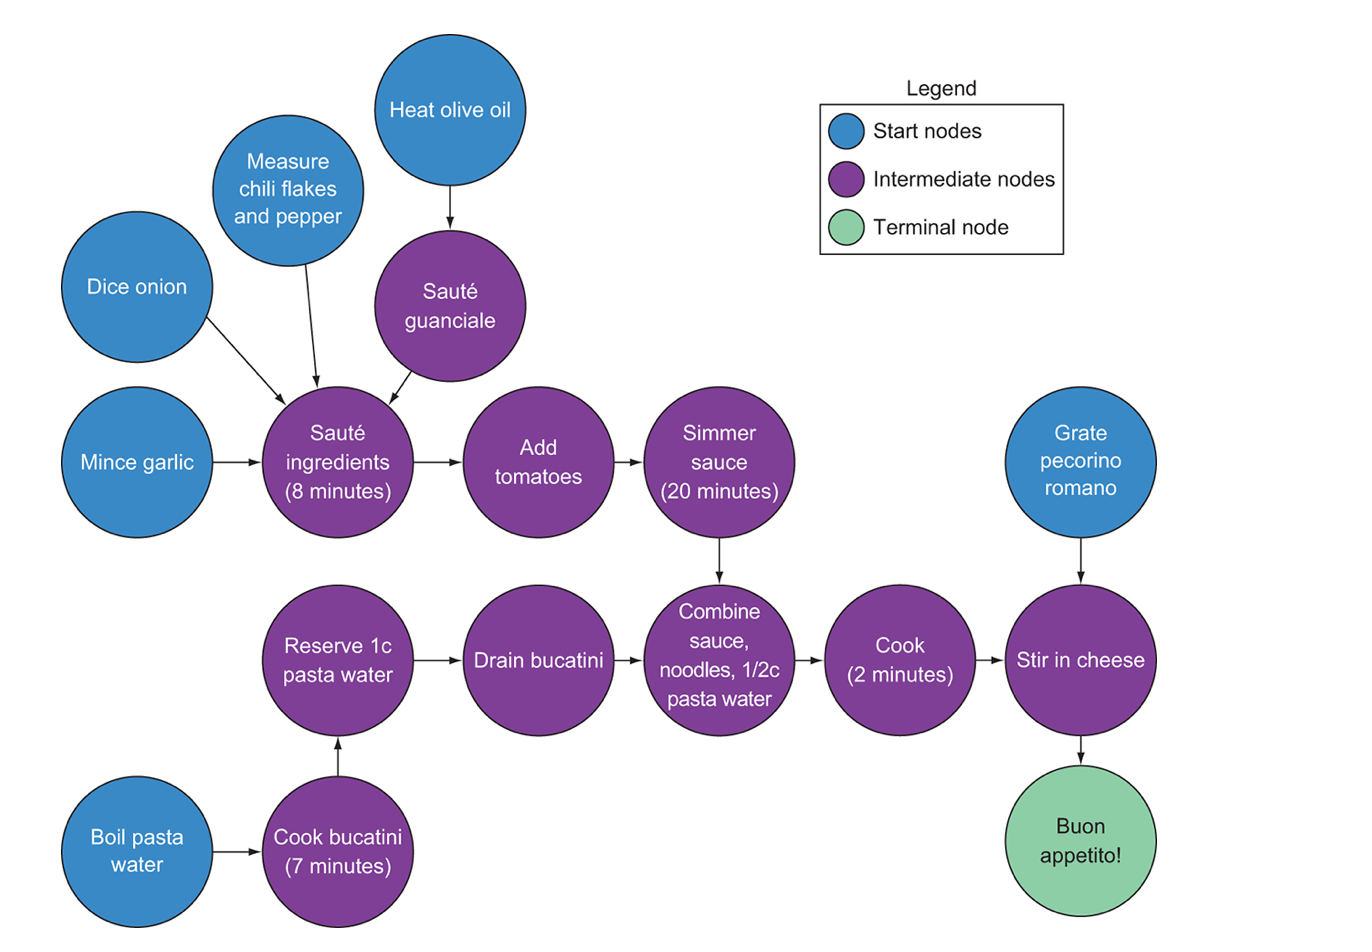 Heat olive oil
Legend
Start nodes
Intermediate nodes
Terminal node
Measure
chili flakes
and pepper
Dice onion
Sauté
guanciale
Mince garlic
Sauté
ingredients
(8 minutes)
Add
tomatoes
Simmer
sauce
(20 minutes)
Grate
pecorino
romano
Reserve 1c
pasta water
Drain bucatini
Combine
sauce,
noodles, 1/2c
pasta water
Cook
(2 minutes)
Stir in cheese
Boil pasta
water
Cook bucatini
(7 minutes)
Buon
appetito!